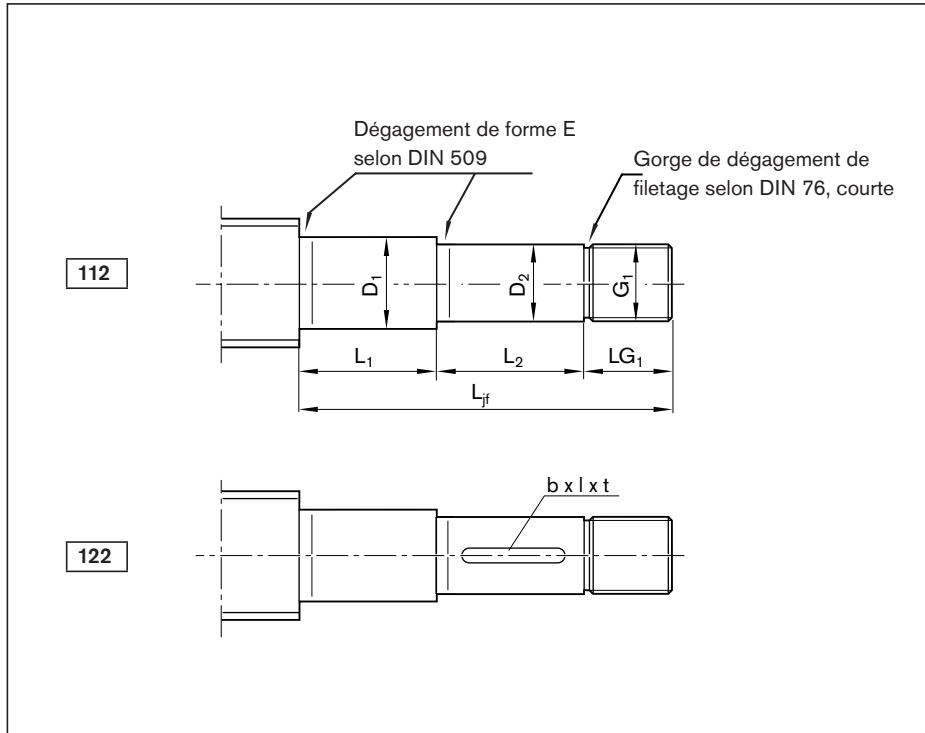 Dégagement de forme E
selon DIN 509
Gorge de dégagement de
filetage selon DIN 76, courte
112
D₁
D₂
G₁
L₁
L₂
LG₁
Ljf
b x l x t
122